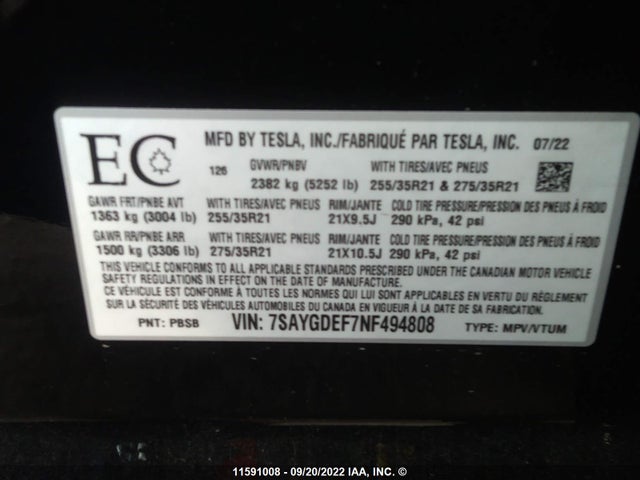 EC
MFD BY TESLA, INC./FABRIQUÉ PAR TESLA, INC. 07/22
126 GVWR/PNBV WITH TIRES/AVEC PNEUS
2382 kg (5252 lb) 255/35R21 & 275/35R21
GAWR FRT/PNBE AVT WITH TIRES/AVEC PNEUS RIM/JANTE COLD TIRE PRESSURE/PRESSION DES PNEUS À FROID
1363 kg (3004 lb) 255/35R21 21X9.5J 290 kPa, 42 psi
GAWR RR/PNBE ARR WITH TIRES/AVEC PNEUS RIM/JANTE COLD TIRE PRESSURE/PRESSION DES PNEUS À FROID
1500 kg (3306 lb) 275/35R21 21X10.5J 290 kPa, 42 psi
THIS VEHICLE CONFORMS TO ALL APPLICABLE STANDARDS PRESCRIBED UNDER THE CANADIAN MOTOR VEHICLE
SAFETY REGULATIONS IN EFFECT ON THE DATE OF MANUFACTURE.
CE VÉHICULE EST CONFORME À TOUTES LES NORMES QUI LUI SONT APPLICABLES EN VERTU DU RÈGLEMENT
SUR LA SÉCURITÉ DES VÉHICULES AUTOMOBILES DU CANADA EN VIGUEUR À LA DATE DE SA FABRICATION.
PNT: PBSB VIN: 7SAYGDEF7NF494808 TYPE: MPV/VTUM
11591008 - 09/20/2022 IAA, INC. ©